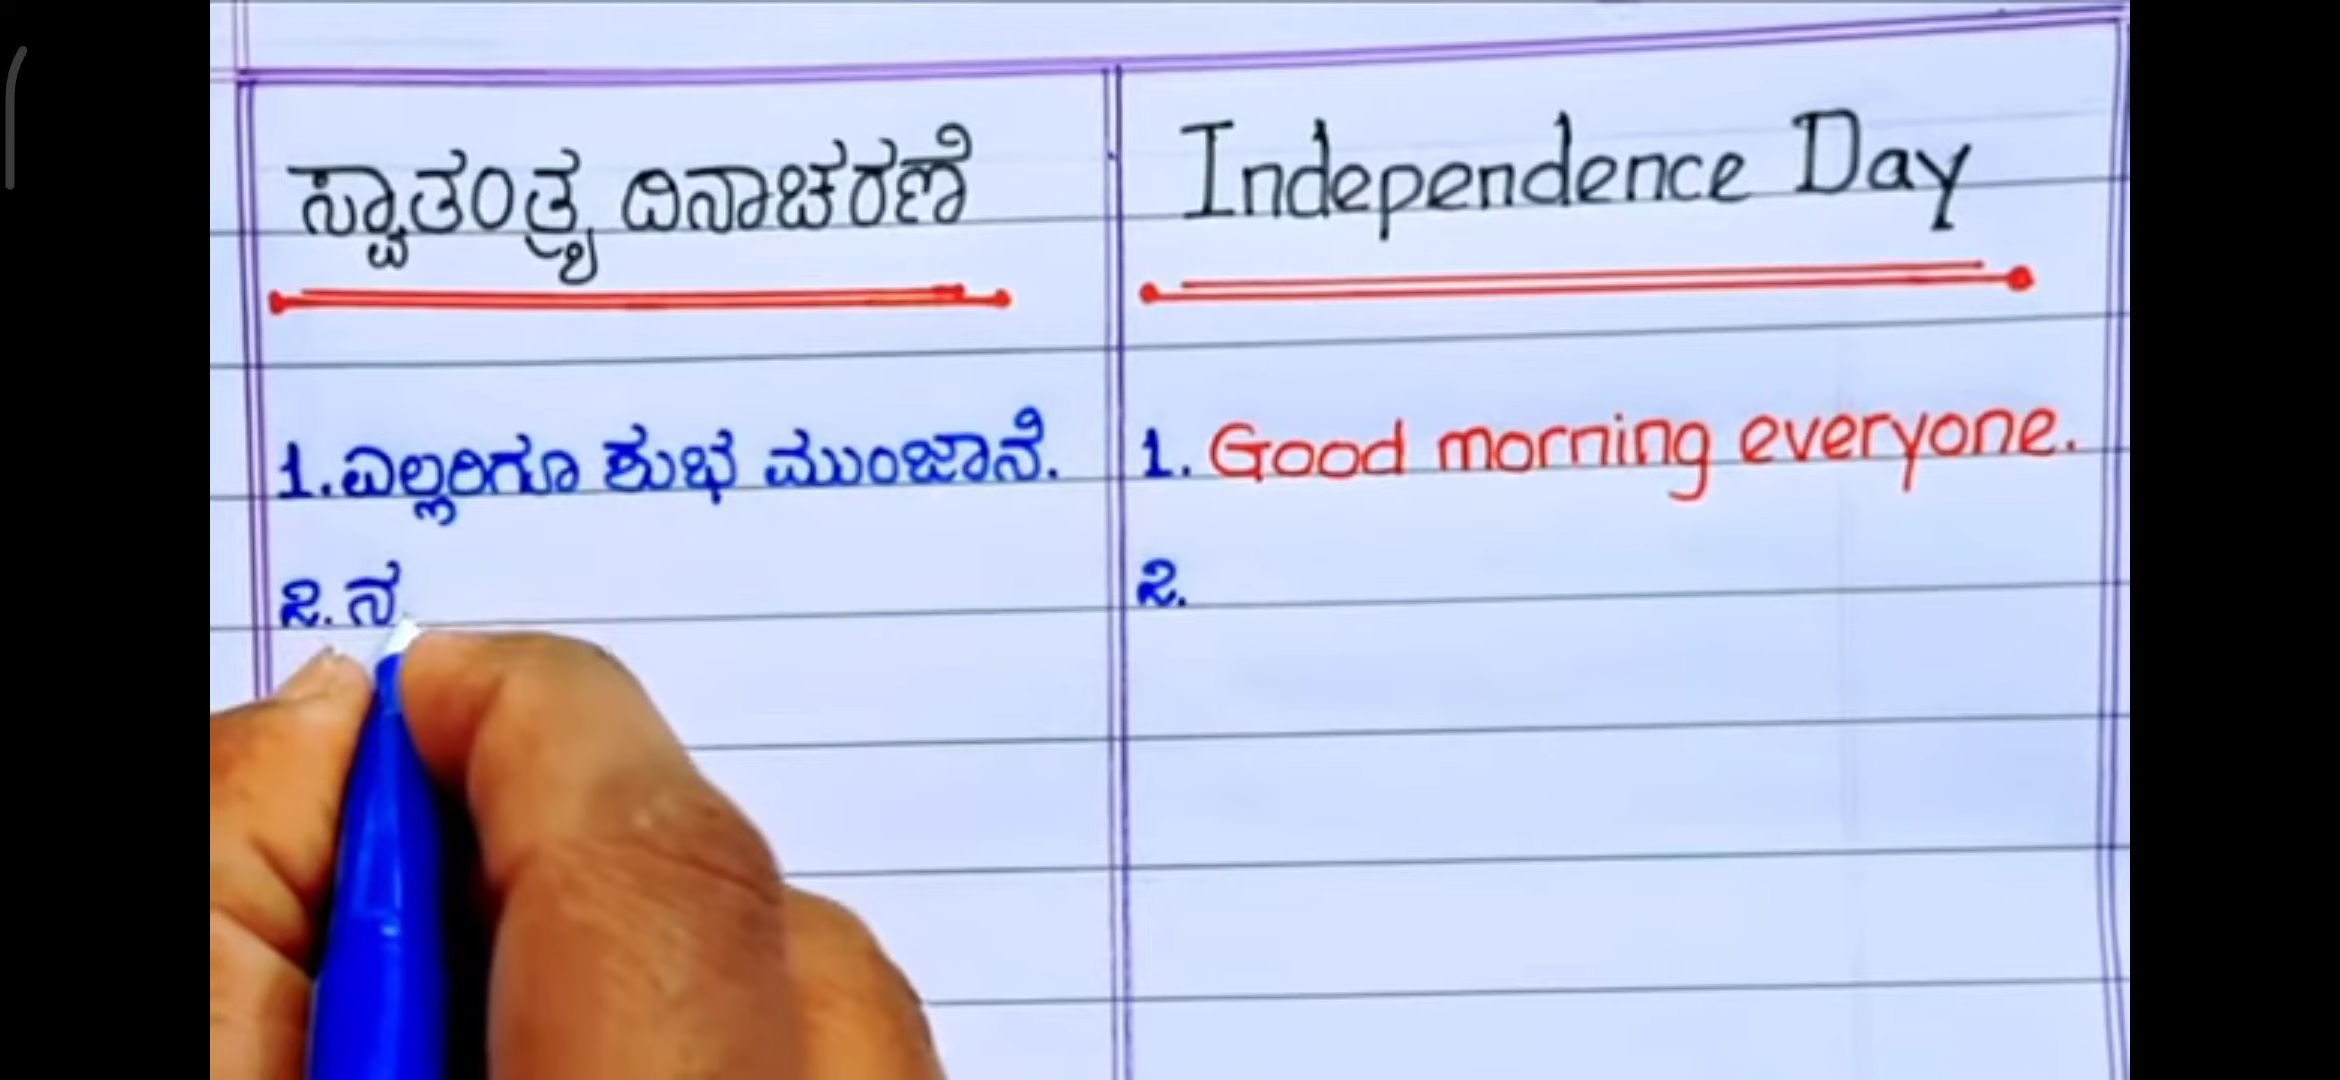 ಸ್ವಾತಂತ್ರ್ಯ ದಿನಾಚರಣೆ
Independence Day
1. ಎಲ್ಲರಿಗೂ ಶುಭ ಮುಂಜಾನೆ.
1. Good morning everyone.
2. ನ
2.